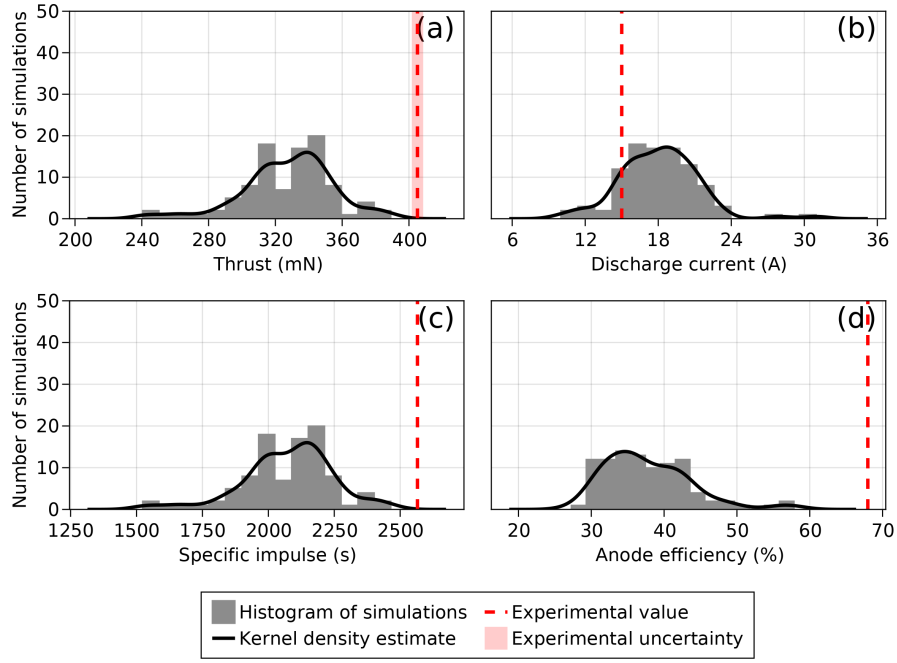 50
40
30
20
10
0
Number of simulations
(a)
200 240 280 320 360 400
Thrust (mN)
(b)
6 12 18 24 30 36
Discharge current (A)
50
40
30
20
10
0
Number of simulations
(c)
1250 1500 1750 2000 2250 2500
Specific impulse (s)
(d)
20 30 40 50 60 70
Anode efficiency (%)
Histogram of simulations
Experimental value
Kernel density estimate
Experimental uncertainty